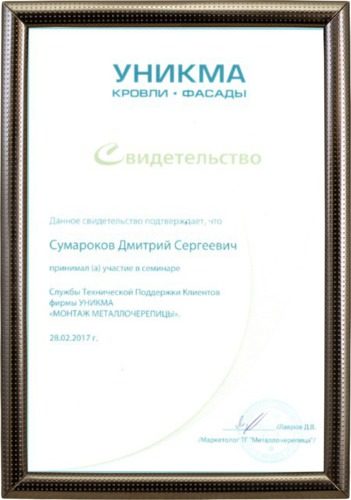 УНИКМА
КРОВЛИ • ФАСАДЫ
Свидетельство
Данное свидетельство подтверждает, что
Сумароков Дмитрий Сергеевич
принимал (а) участие в семинаре
Службы Технической Поддержки Клиентов
фирмы УНИКМА
«МОНТАЖ МЕТАЛЛОЧЕРЕПИЦЫ».
28.02.2017 г.
/Лавров Д.В.
/Маркетолог ТГ "Металлочерепица"/